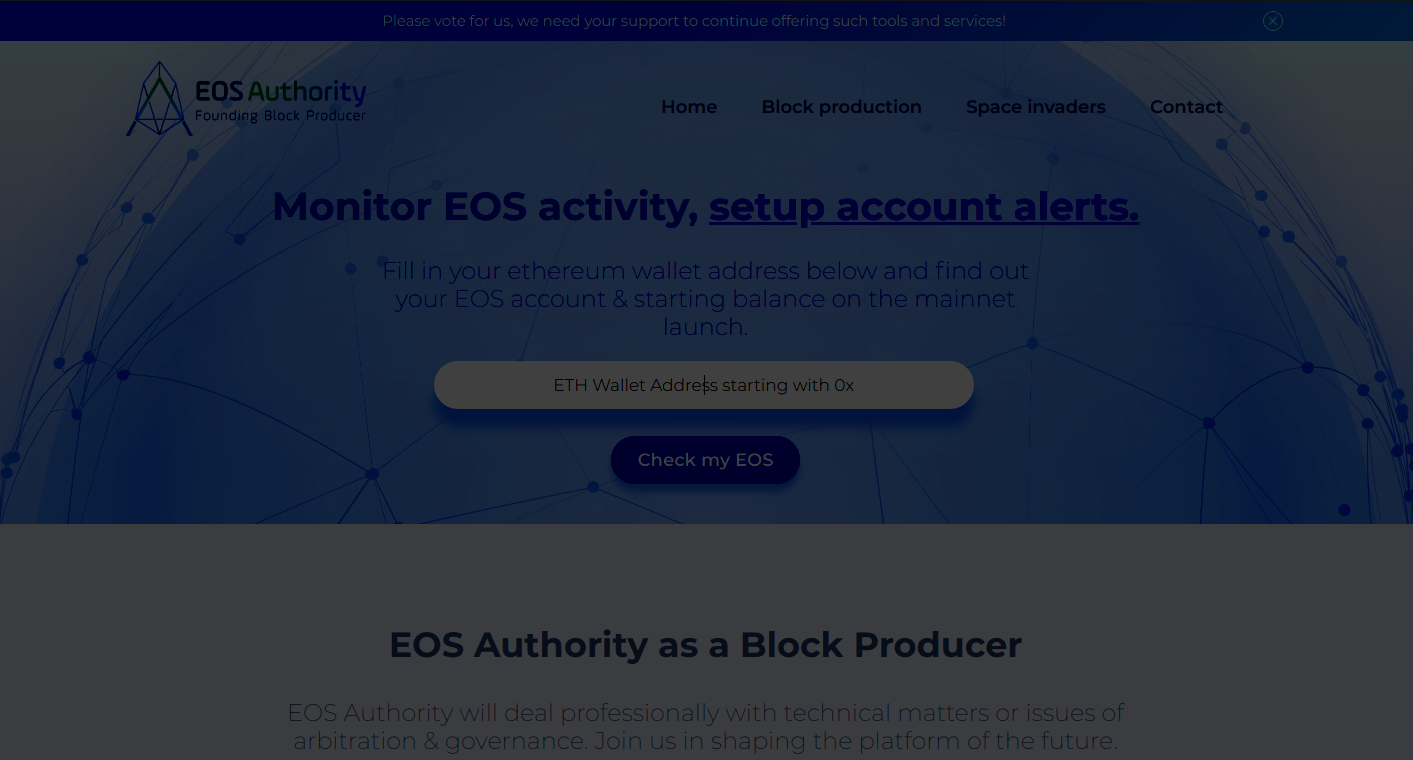 Please vote for us, we need your support to continue offering such tools and services!
EOS Authority
Founding Block Producer
Home Block production Space invaders Contact
Monitor EOS activity, setup account alerts.
Fill in your ethereum wallet address below and find out
your EOS account & starting balance on the mainnet
launch.
ETH Wallet Address starting with 0x
Check my EOS
EOS Authority as a Block Producer
EOS Authority will deal professionally with technical matters or issues of
arbitration & governance. Join us in shaping the platform of the future.